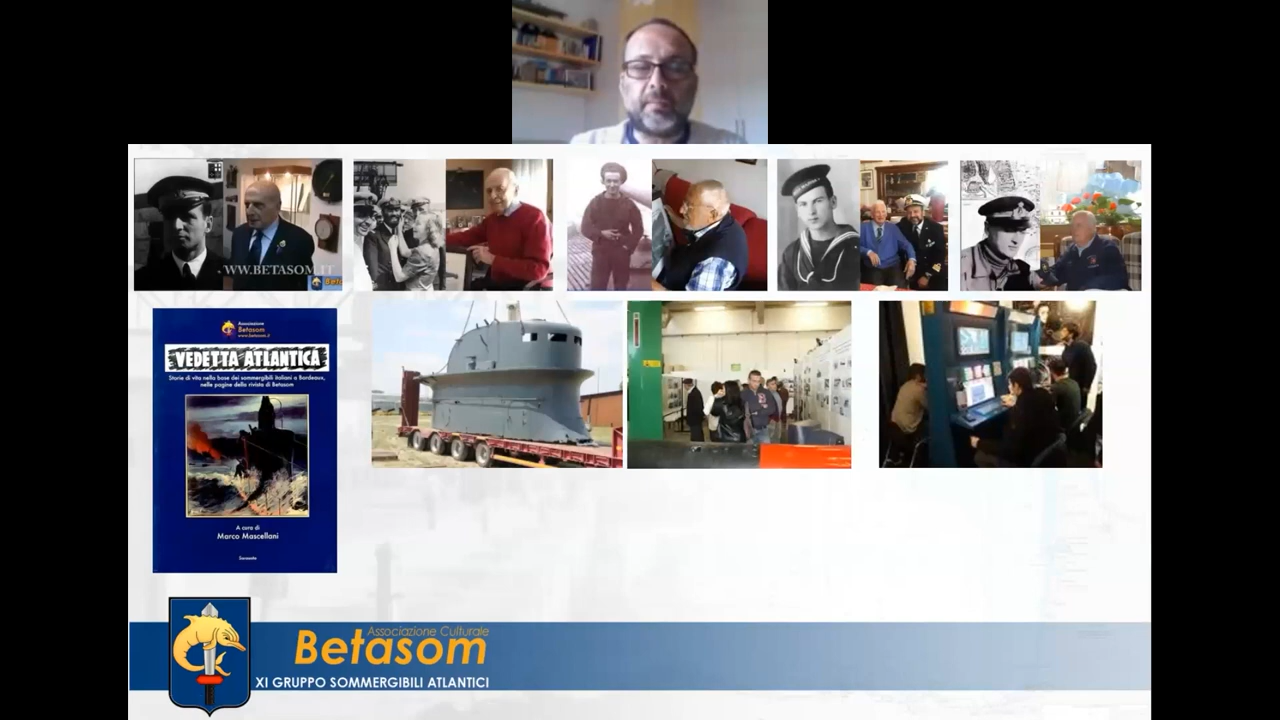 WWW.BETASOM.IT
Associazione
Betasom
www.betasom.it
VEDETTA ATLANTICA
Storie di vita nella base dei sommergibili italiani a Bordeaux,
nelle pagine della rivista di Betasom
A cura di
Marco Mascellani
Associazione Culturale
Betasom
XI GRUPPO SOMMERGIBILI ATLANTICI